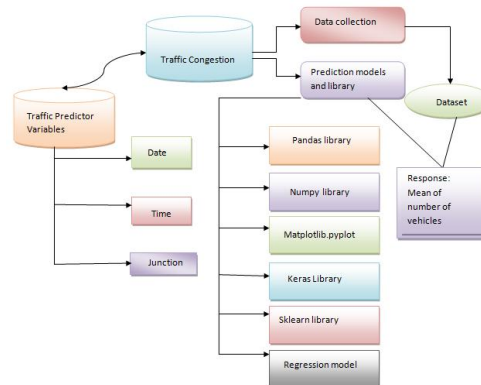 Data collection
Traffic Congestion
Prediction models
and library
Dataset
Traffic Predictor
Variables
Date
Time
Junction
Pandas library
Numpy library
Matplotlib.pyplot
Keras Library
Sklearn library
Regression model
Response:
Mean of
number of
vehicles